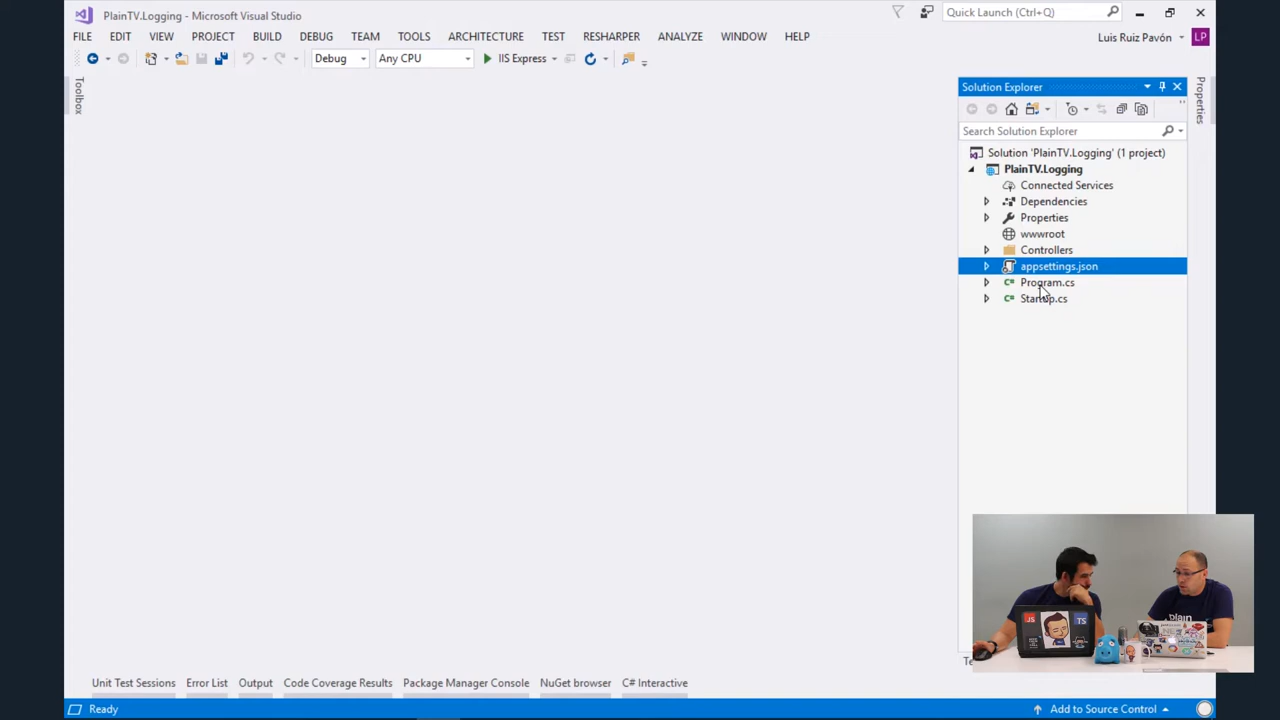 PlainTV.Logging - Microsoft Visual Studio
Quick Launch (Ctrl+Q)
FILE EDIT VIEW PROJECT BUILD DEBUG TEAM TOOLS ARCHITECTURE TEST RESHARPER ANALYZE WINDOW HELP
Luis Ruiz Pavón LP
Debug Any CPU IIS Express
Toolbox
Solution Explorer
Properties
Search Solution Explorer
Solution 'PlainTV.Logging' (1 project)
PlainTV.Logging
Connected Services
Dependencies
Properties
wwwroot
Controllers
appsettings.json
C# Program.cs
C# Startup.cs
plain
JS
TS
Te
Unit Test Sessions Error List Output Code Coverage Results Package Manager Console NuGet browser C# Interactive
Ready
Add to Source Control